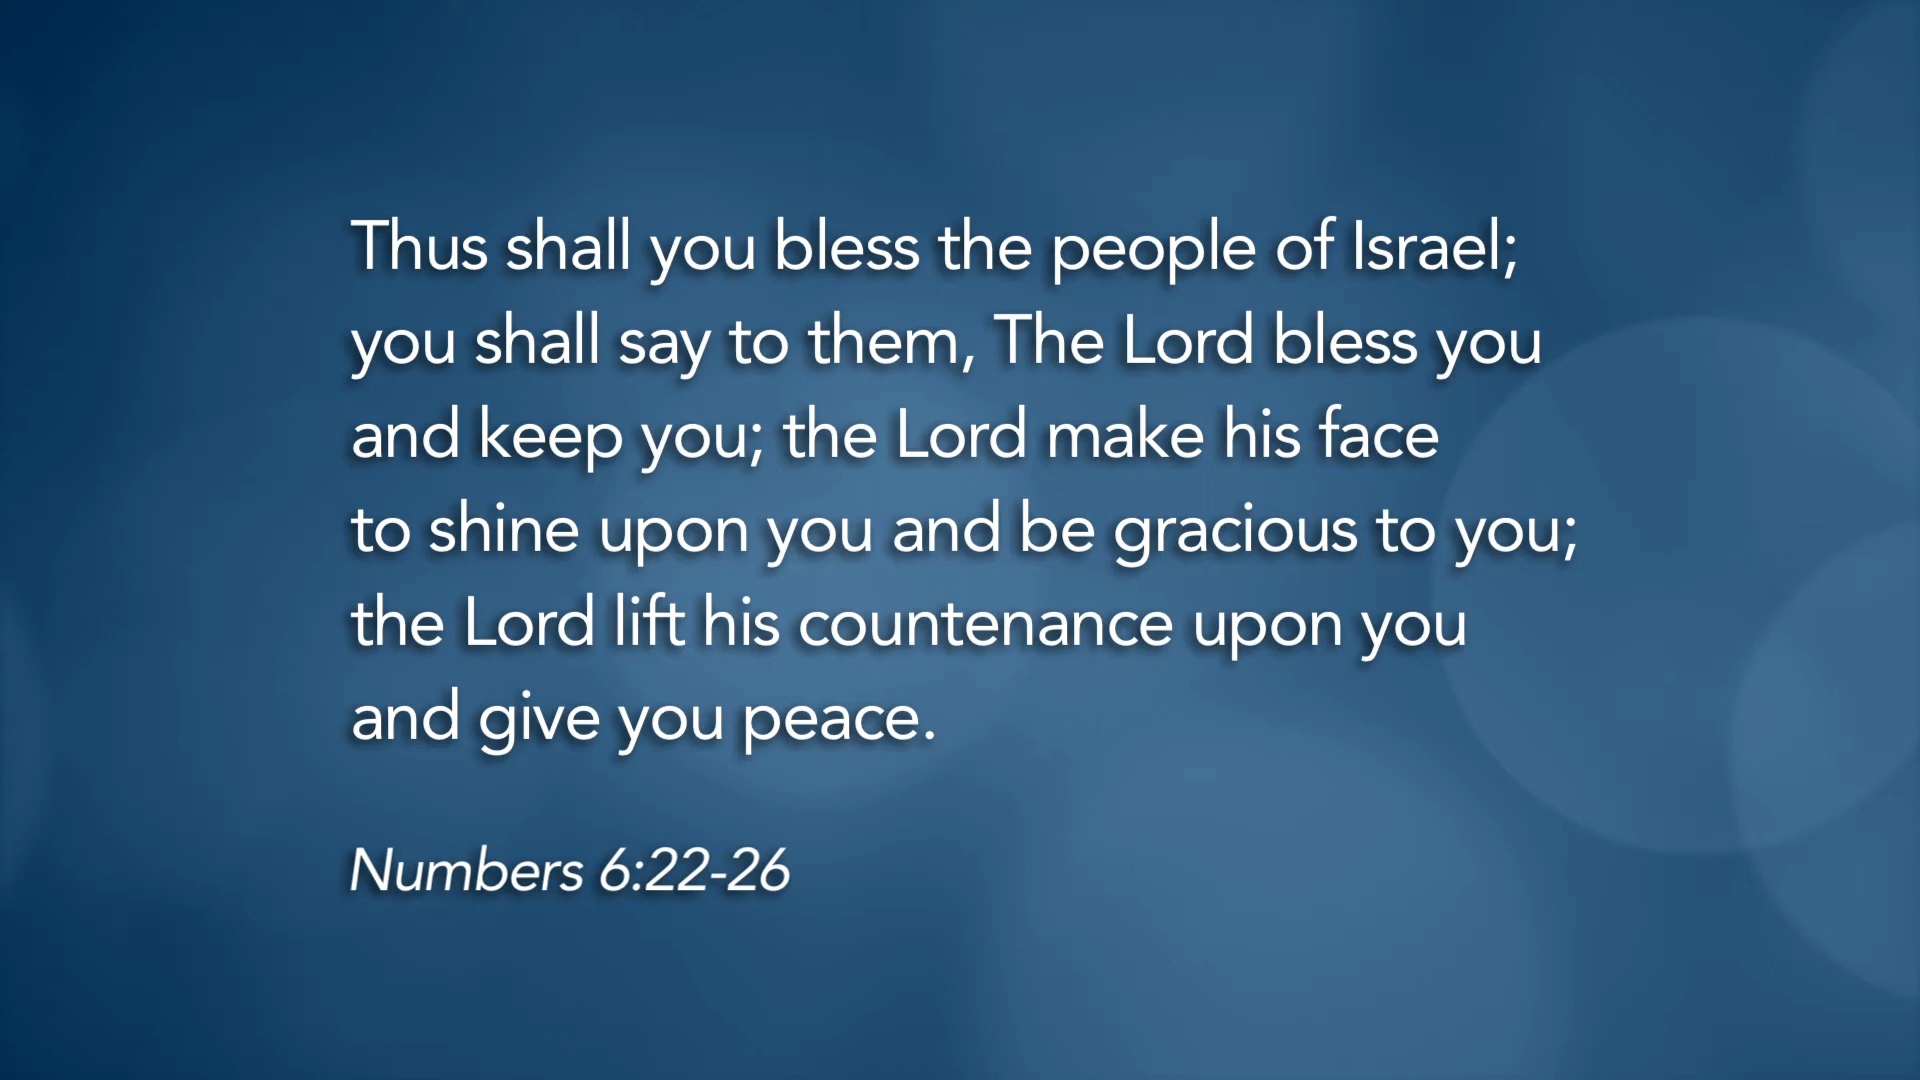 Thus shall you bless the people of Israel;
you shall say to them, The Lord bless you
and keep you; the Lord make his face
to shine upon you and be gracious to you;
the Lord lift his countenance upon you
and give you peace.
Numbers 6:22-26